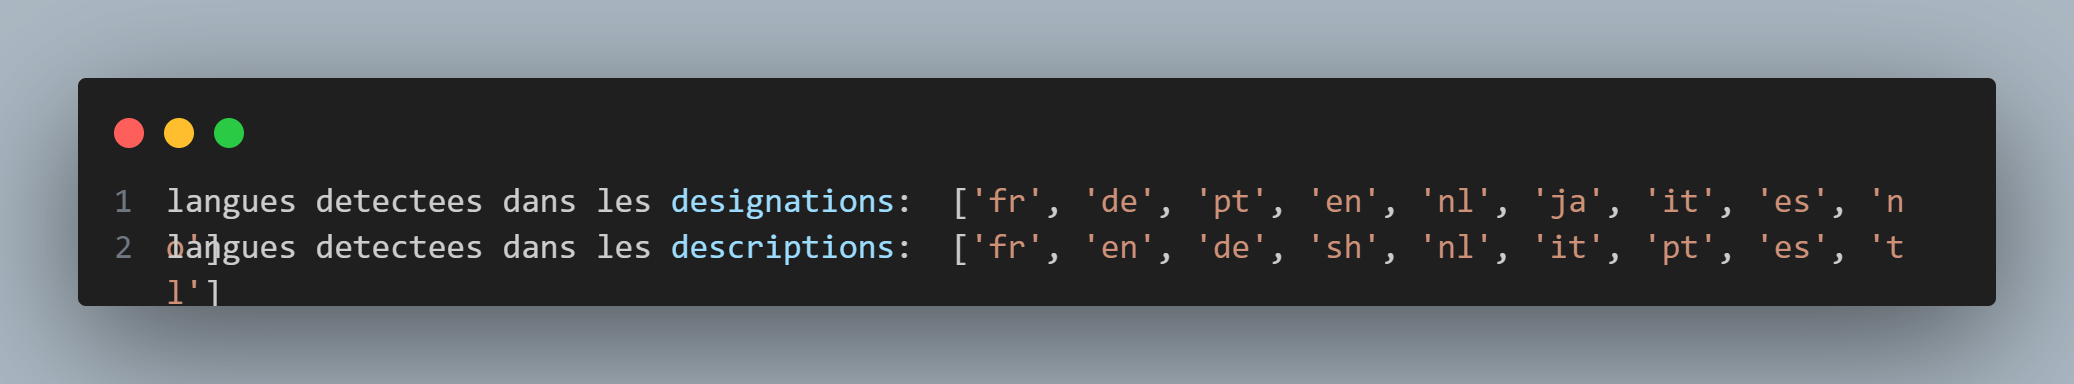 1 langues detectees dans les designations:  ['fr', 'de', 'pt', 'en', 'nl', 'ja', 'it', 'es', 'n
o']
2 langues detectees dans les descriptions:  ['fr', 'en', 'de', 'sh', 'nl', 'it', 'pt', 'es', 't
l']